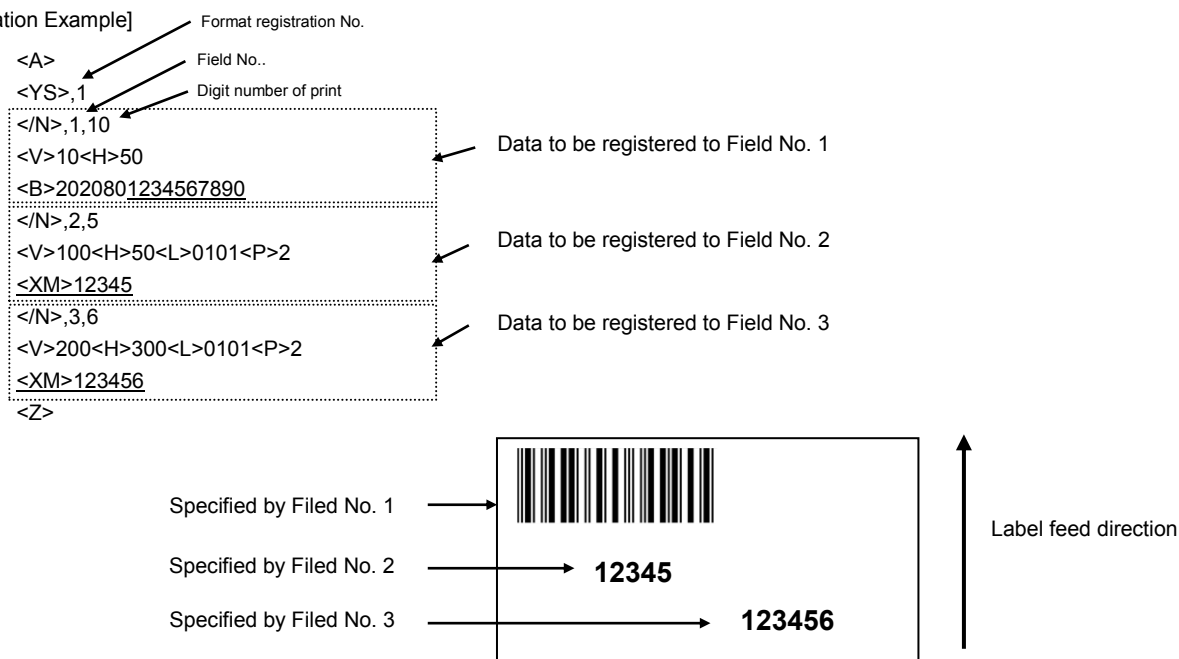 ation Example]
Format registration No.
<A>
Field No..
<YS>,1
Digit number of print
</N>,1,10
<V>10<H>50
<B>2020801234567890
Data to be registered to Field No. 1
</N>,2,5
<V>100<H>50<L>0101<P>2
<XM>12345
Data to be registered to Field No. 2
</N>,3,6
<V>200<H>300<L>0101<P>2
<XM>123456
Data to be registered to Field No. 3
<Z>
Specified by Filed No. 1
Label feed direction
Specified by Filed No. 2
12345
Specified by Filed No. 3
123456